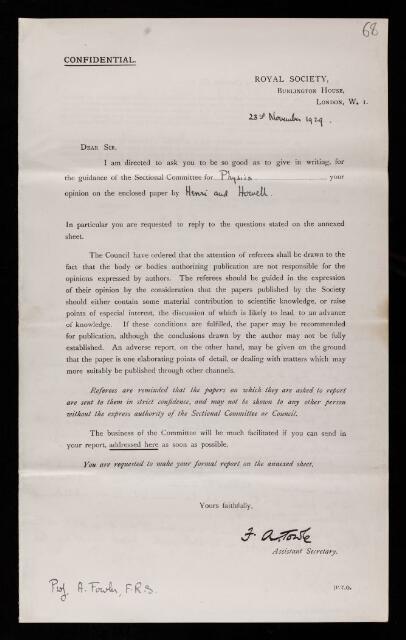 68
CONFIDENTIAL.
ROYAL SOCIETY,
BURLINGTON HOUSE,
LONDON, W. 1.
23rd November 1929.
DEAR SIR,
I am directed to ask you to be so good as to give in writing, for
the guidance of the Sectional Committee for Physics your
opinion on the enclosed paper by Henri and Howell.
In particular you are requested to reply to the questions stated on the annexed
sheet.
The Council have ordered that the attention of referees shall be drawn to the
fact that the body or bodies authorizing publication are not responsible for the
opinions expressed by authors. The referees should be guided in the expression
of their opinion by the consideration that the papers published by the Society
should either contain some material contribution to scientific knowledge, or raise
points of especial interest, the discussion of which is likely to lead to an advance
of knowledge. If these conditions are fulfilled, the paper may be recommended
for publication, although the conclusions drawn by the author may not be fully
established. An adverse report, on the other hand, may be given on the ground
that the paper is one elaborating points of detail, or dealing with matters which may
more suitably be published through other channels.
Referees are reminded that the papers on which they are asked to report
are sent to them in strict confidence, and may not be shown to any other person
without the express authority of the Sectional Committee or Council.
The business of the Committee will be much facilitated if you can send in
your report, addressed here as soon as possible.
You are requested to make your formal report on the annexed sheet.
Yours faithfully,
F. A. Towle
Assistant Secretary.
Prof. A. Fowler, F.R.S.
[P.T.O.